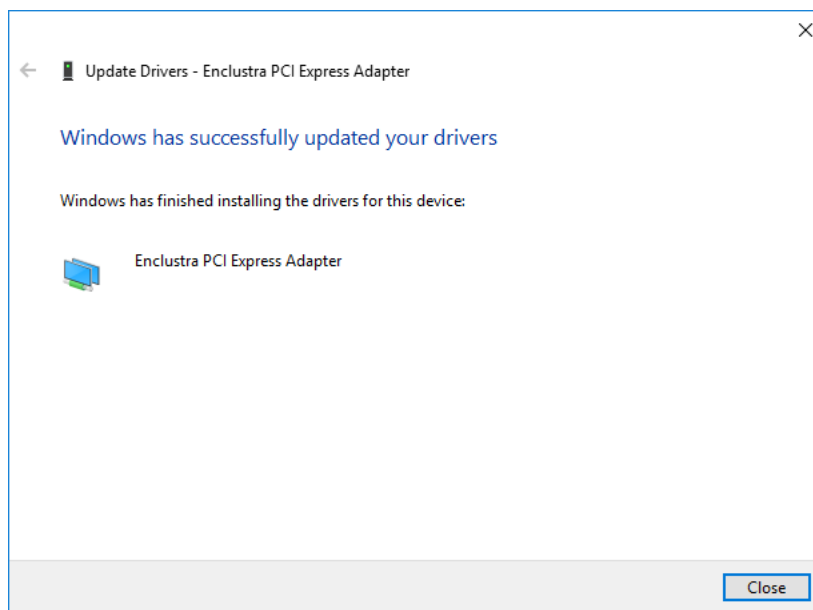 Update Drivers - Enclustra PCI Express Adapter
Windows has successfully updated your drivers
Windows has finished installing the drivers for this device:
Enclustra PCI Express Adapter
Close